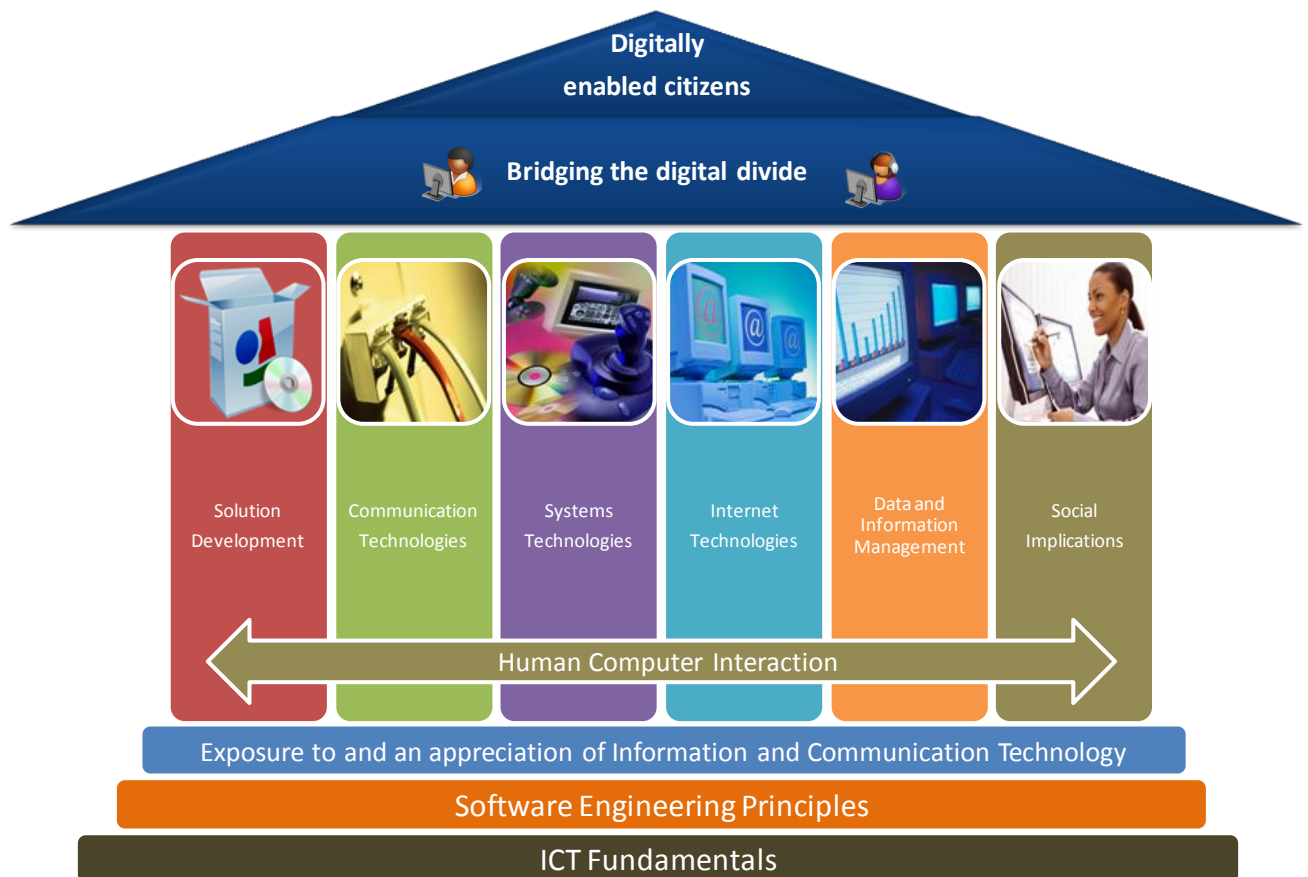 Digitally
enabled citizens
Bridging the digital divide
Solution
Development
Communication
Technologies
Systems
Technologies
Internet
Technologies
Data and
Information
Management
Social
Implications
Human Computer Interaction
Exposure to and an appreciation of Information and Communication Technology
Software Engineering Principles
ICT Fundamentals